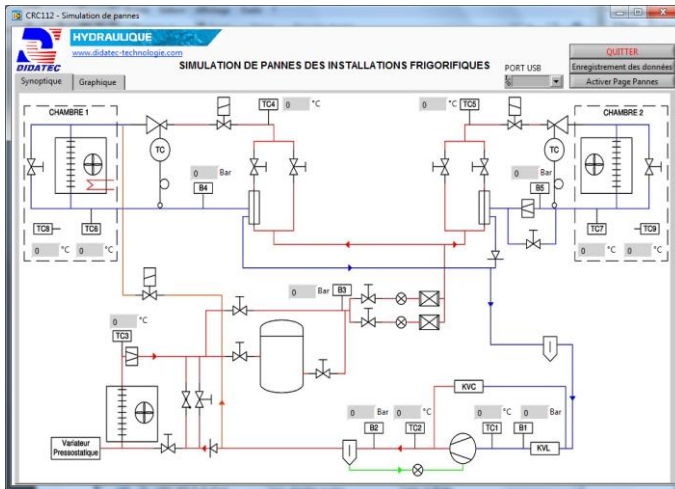 CRC112 - Simulation de pannes
HYDRAULIQUE
www.didatec-technologie.com
DIDATEC
SIMULATION DE PANNES DES INSTALLATIONS FRIGORIFIQUES
PORT USB
QUITTER
Enregistrement des données
Activer Page Pannes
Synoptique
Graphique
CHAMBRE 1
TC4
0 °C
TC5
0 °C
CHAMBRE 2
TC
TC
0 Bar
B4
0 Bar
B5
TC8
TC6
TC7
TC9
0 °C
0 °C
0 °C
0 °C
0 Bar
B3
0 °C
TC3
KVC
0 Bar
0 °C
0 °C
0 Bar
B2
TC2
TC1
B1
KVL
Variateur
Pressostatique